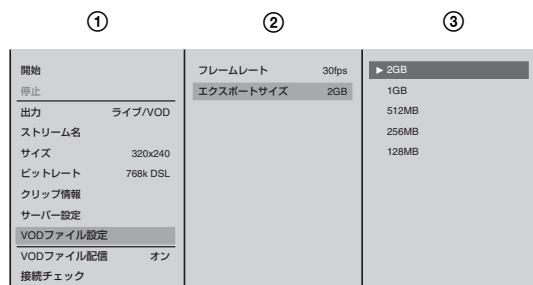 ① ② ③
開始
停止
出力 ライブ/VOD
ストリーム名
サイズ 320x240
ビットレート 768k DSL
クリップ情報
サーバー設定
VODファイル設定
VODファイル配信 オン
接続チェック
フレームレート 30fps
エクスポートサイズ 2GB
▶ 2GB
1GB
512MB
256MB
128MB